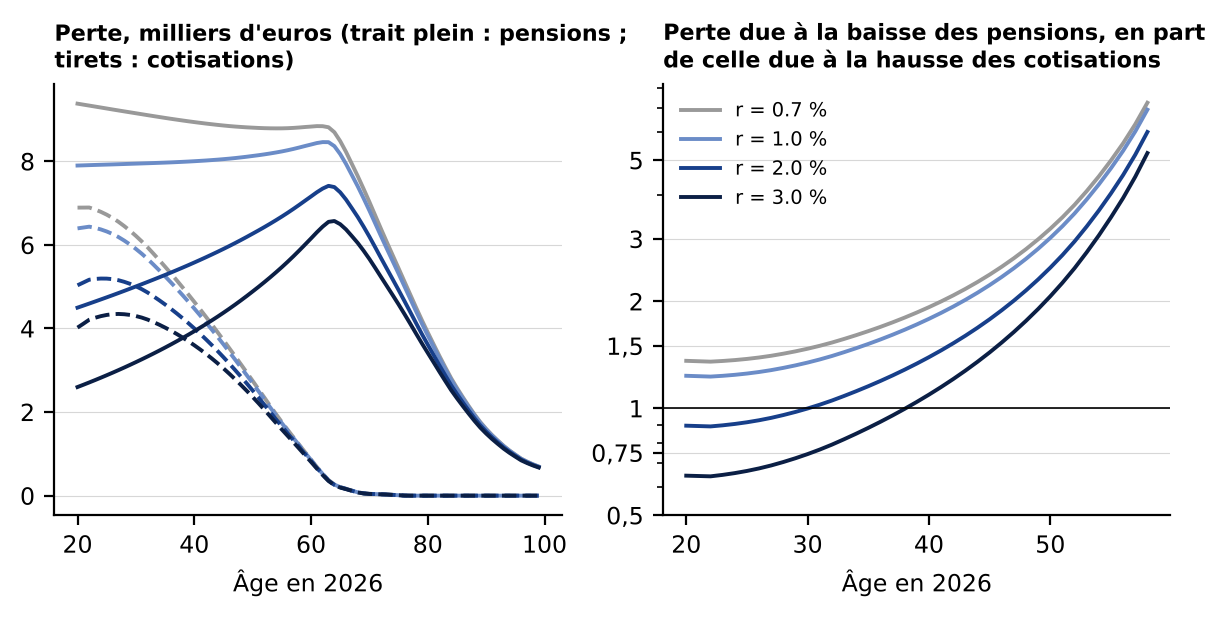 Perte, milliers d'euros (trait plein : pensions ;
tirets : cotisations)
8
6
4
2
0
20 40 60 80 100
Âge en 2026
Perte due à la baisse des pensions, en part
de celle due à la hausse des cotisations
r = 0.7 %
r = 1.0 %
r = 2.0 %
r = 3.0 %
5
3
2
1,5
1
0,75
0,5
20 30 40 50
Âge en 2026